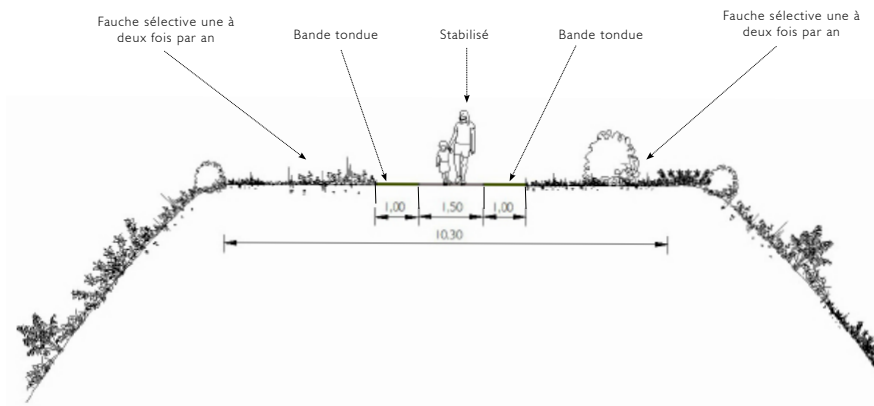 Fauche sélective une à
deux fois par an
Bande tondue
Stabilisé
Bande tondue
Fauche sélective une à
deux fois par an
1,00
1,50
1,00
10,30